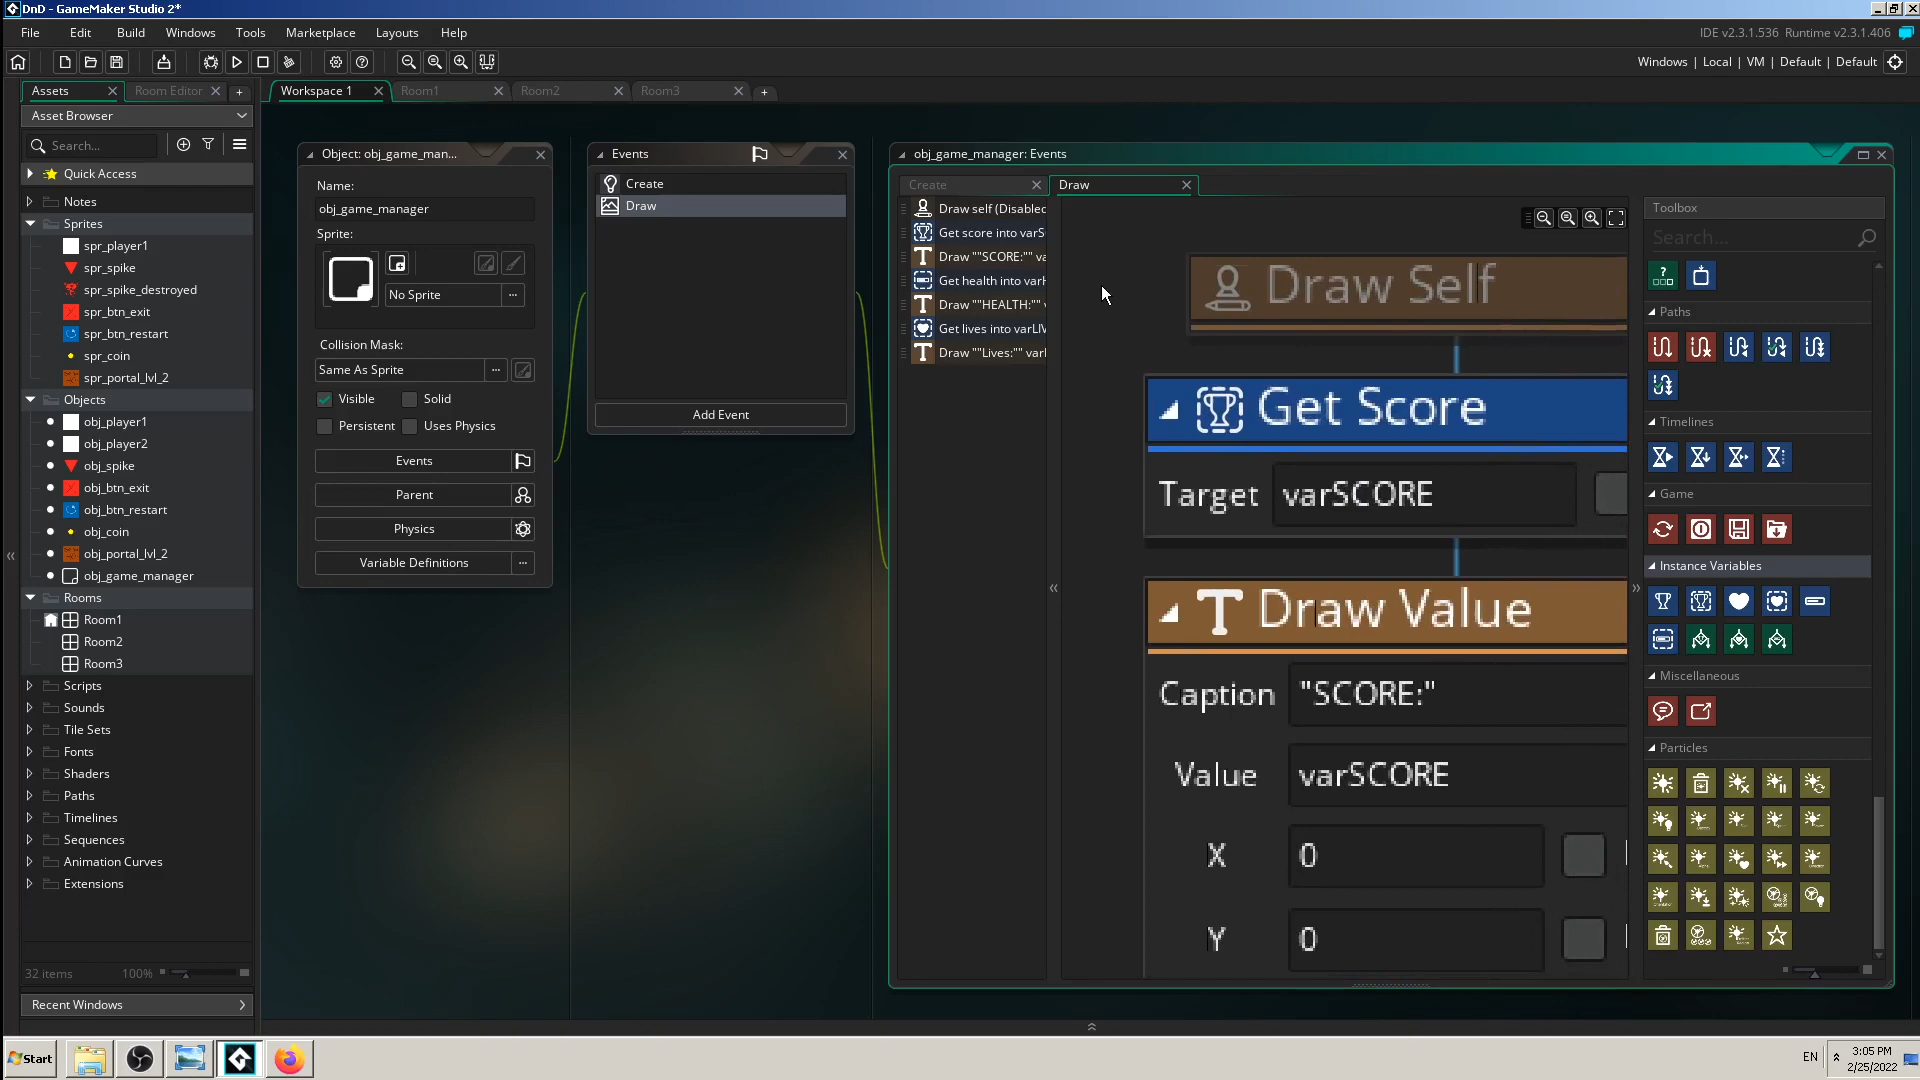 DnD - GameMaker Studio 2*
File Edit Build Windows Tools Marketplace Layouts Help
IDE v2.3.1.536 Runtime v2.3.1.406
Windows | Local | VM | Default | Default
Assets
Room Editor
Workspace 1
Room1
Room2
Room3
Asset Browser
Search...
Quick Access
Notes
Sprites
spr_player1
spr_spike
spr_spike_destroyed
spr_btn_exit
spr_btn_restart
spr_coin
spr_portal_lvl_2
Objects
obj_player1
obj_player2
obj_spike
obj_btn_exit
obj_btn_restart
obj_coin
obj_portal_lvl_2
obj_game_manager
Rooms
Room1
Room2
Room3
Scripts
Sounds
Tile Sets
Fonts
Shaders
Paths
Timelines
Sequences
Animation Curves
Extensions
32 items
100%
Recent Windows
Object: obj_game_man...
Name:
obj_game_manager
Sprite:
No Sprite
Collision Mask:
Same As Sprite
Visible
Solid
Persistent
Uses Physics
Events
Parent
Physics
Variable Definitions
Events
Create
Draw
Add Event
obj_game_manager: Events
Create
Draw
Draw self (Disabled
Get score into varS
Draw ""SCORE:"" va
Get health into varH
Draw ""HEALTH:"" v
Get lives into varLIV
Draw ""Lives:"" varl
Draw Self
Get Score
Target varSCORE
Draw Value
Caption "SCORE:"
Value varSCORE
X 0
Y 0
Toolbox
Search...
Paths
Timelines
Game
Instance Variables
Miscellaneous
Particles
Start
EN
3:05 PM
2/25/2022